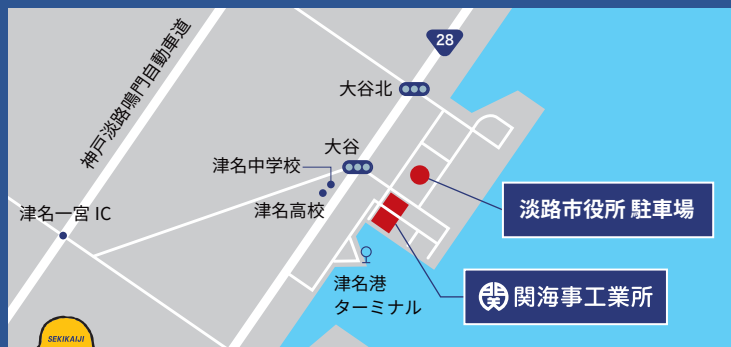 28
神戸淡路鳴門自動車道
大谷北
大谷
津名中学校
津名高校
津名一宮 IC
淡路市役所 駐車場
津名港
ターミナル
関 関海事工業所
SEKIKAIJI